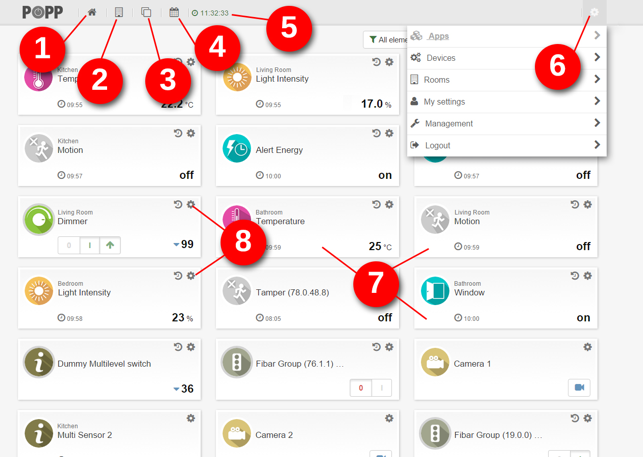 POPP
11:32:33
1
2
3
4
5
6
All eleme
Apps
Devices
Rooms
My settings
Management
Logout
Kitchen
09:55
22.2 °C
Living Room
Light Intensity
09:55
17.0 %
Kitchen
Motion
09:57
off
Alert Energy
10:00
on
09:57
off
Living Room
Dimmer
0
I
99
Bathroom
Temperature
09:59
25 °C
Living Room
Motion
09:59
off
8
7
Bedroom
Light Intensity
09:58
23 %
Tamper (78.0.48.8)
08:05
off
Bathroom
Window
10:00
on
Dummy Multilevel switch
36
Fibar Group (76.1.1) ...
0
I
Camera 1
Kitchen
Multi Sensor 2
Camera 2
Fibar Group (19.0.0) ...